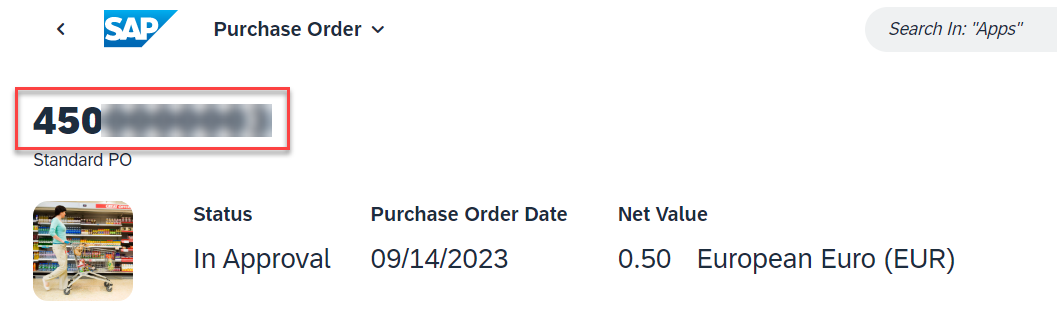 SAP
Purchase Order
Search In: "Apps"
450
Standard PO
Status
Purchase Order Date
Net Value
In Approval
09/14/2023
0.50 European Euro (EUR)